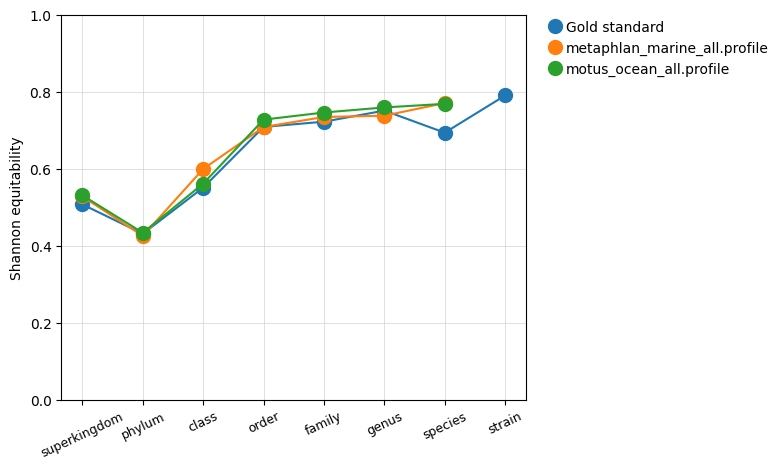 Gold standard
metaphlan_marine_all.profile
motus_ocean_all.profile
Shannon equitability
1.0
0.8
0.6
0.4
0.2
0.0
superkingdom
phylum
class
order
family
genus
species
strain